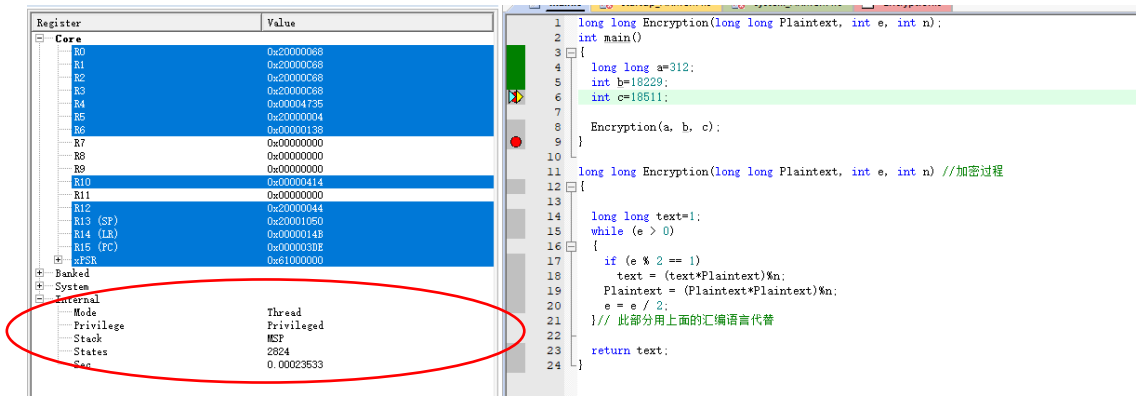 Register Value
Core
R0 0x20000068
R1 0x20000C68
R2 0x20000C68
R3 0x20000C68
R4 0x00004735
R5 0x20000004
R6 0x00000138
R7 0x00000000
R8 0x00000000
R9 0x00000000
R10 0x00000414
R11 0x00000000
R12 0x20000044
R13 (SP) 0x20001050
R14 (LR) 0x0000014B
R15 (PC) 0x000003DE
xPSR 0x61000000
Banked
System
Internal
Mode Thread
Privilege Privileged
Stack MSP
States 2824
Sec 0.00023533
1 long long Encryption(long long Plaintext, int e, int n);
2 int main()
3 {
4 long long a=312;
5 int b=18229;
6 int c=18511;
7
8 Encryption(a, b, c);
9 }
10
11 long long Encryption(long long Plaintext, int e, int n) //加密过程
12 {
13
14 long long text=1;
15 while (e > 0)
16 {
17 if (e % 2 == 1)
18 text = (text*Plaintext)%n;
19 Plaintext = (Plaintext*Plaintext)%n;
20 e = e / 2;
21 }// 此部分用上面的汇编语言代替
22
23 return text;
24 }